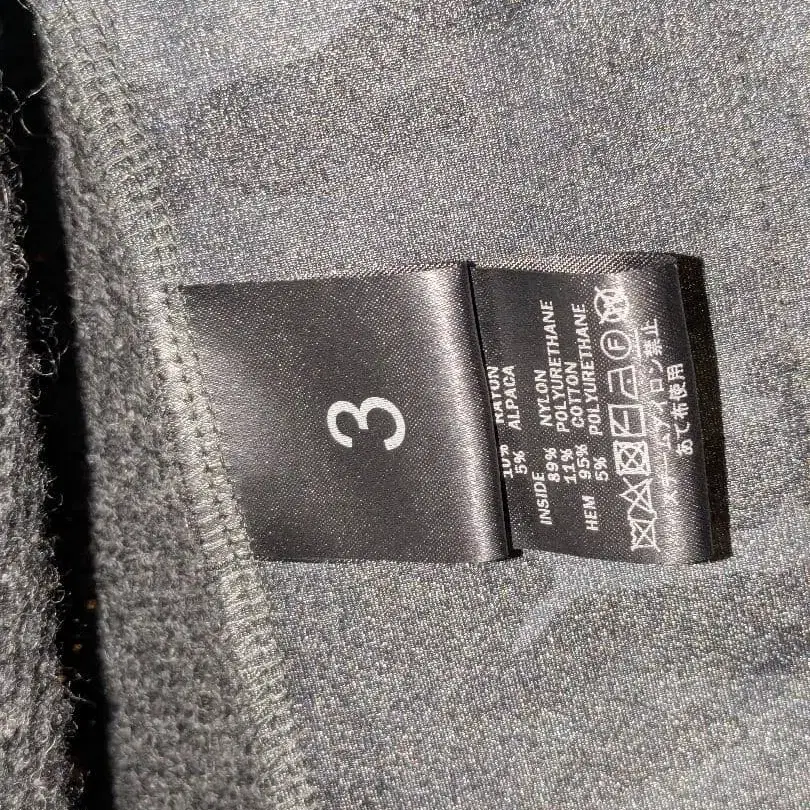 3
10% RAYON
5% ALPACA
INSIDE
89% NYLON
11% POLYURETHANE
HEM 95% COTTON
5% POLYURETHANE
F
スチームアイロン禁止
あて布使用